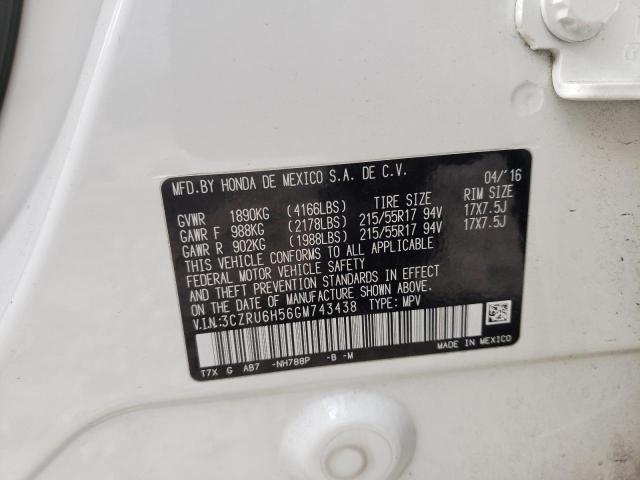 MFD.BY HONDA DE MEXICO S.A. DE C.V. 04/'16
GVWR 1890KG (4166LBS) TIRE SIZE RIM SIZE
GAWR F 988KG (2178LBS) 215/55R17 94V 17X7.5J
GAWR R 902KG (1988LBS) 215/55R17 94V 17X7.5J
THIS VEHICLE CONFORMS TO ALL APPLICABLE
FEDERAL MOTOR VEHICLE SAFETY
AND THEFT PREVENTION STANDARDS IN EFFECT
ON THE DATE OF MANUFACTURE SHOWN ABOVE.
V.I.N.:3CZRU6H56GM743438 TYPE: MPV
T7X G AB7 -NH788P -B -M MADE IN MEXICO